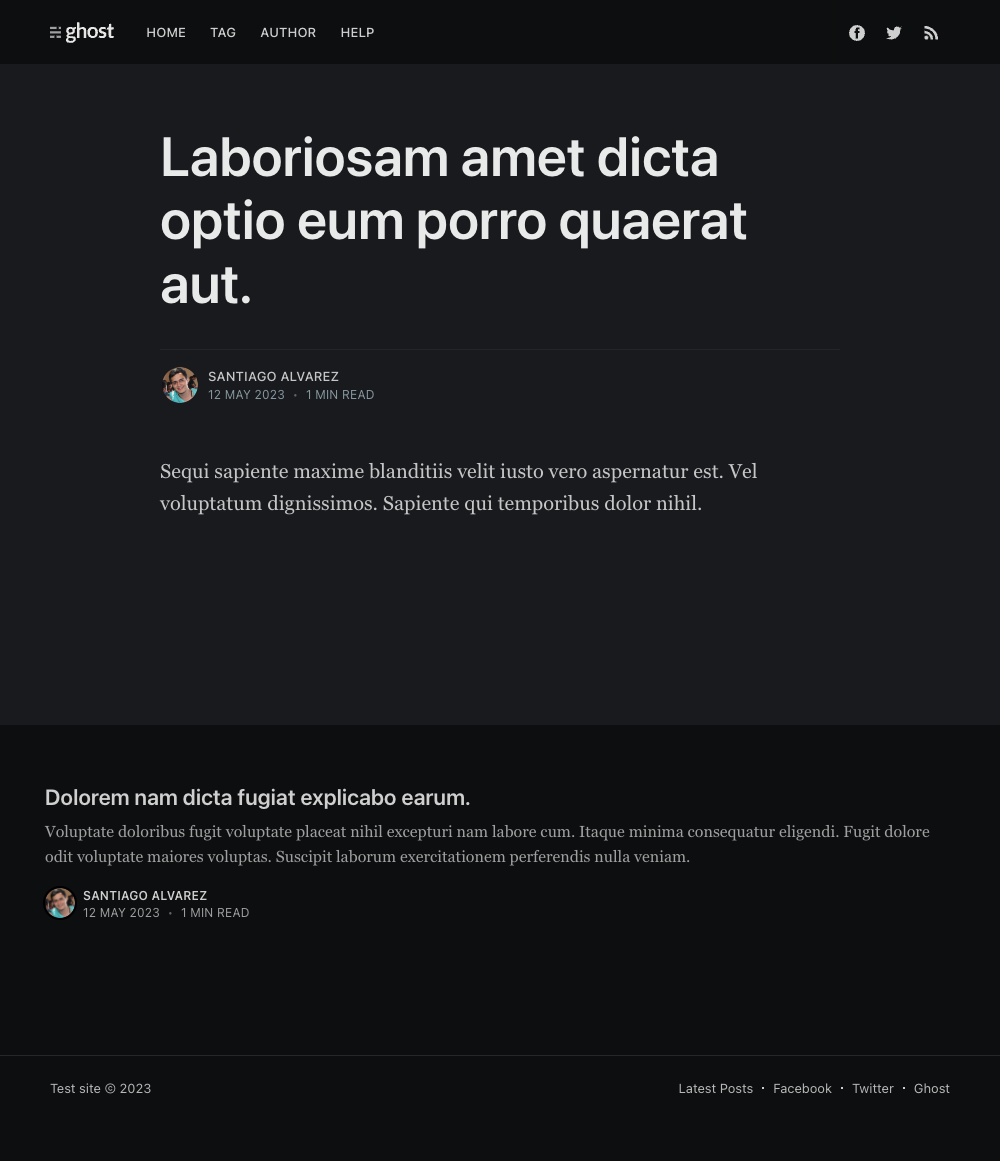 ghost HOME TAG AUTHOR HELP
Laboriosam amet dicta
optio eum porro quaerat
aut.
SANTIAGO ALVAREZ
12 MAY 2023 • 1 MIN READ
Sequi sapiente maxime blanditiis velit iusto vero aspernatur est. Vel
voluptatum dignissimos. Sapiente qui temporibus dolor nihil.
Dolorem nam dicta fugiat explicabo earum.
Voluptate doloribus fugit voluptate placeat nihil excepturi nam labore cum. Itaque minima consequatur eligendi. Fugit dolore
odit voluptate maiores voluptas. Suscipit laborum exercitationem perferendis nulla veniam.
SANTIAGO ALVAREZ
12 MAY 2023 • 1 MIN READ
Test site © 2023 Latest Posts • Facebook • Twitter • Ghost